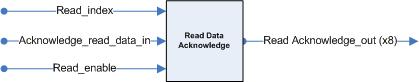 Read_index
Acknowledge_read_data_in
Read_enable
Read Data
Acknowledge
Read Acknowledge_out (x8)